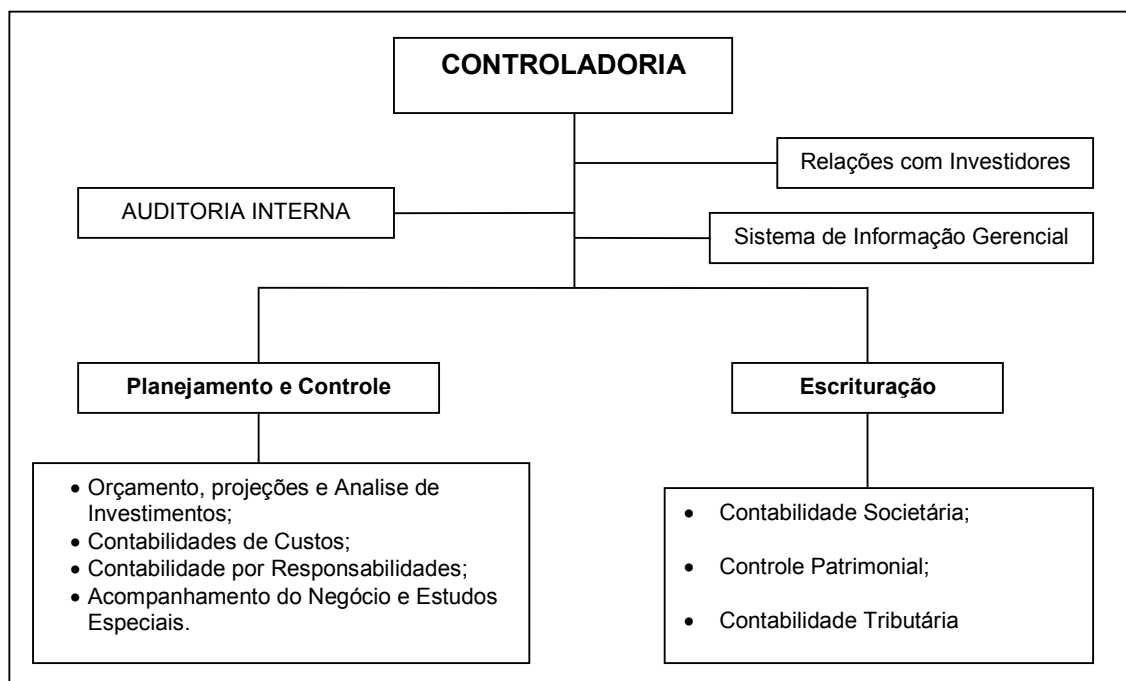 CONTROLADORIA
Relações com Investidores
AUDITORIA INTERNA
Sistema de Informação Gerencial
Planejamento e Controle
• Orçamento, projeções e Analise de
Investimentos;
• Contabilidades de Custos;
• Contabilidade por Responsabilidades;
• Acompanhamento do Negócio e Estudos
Especiais.
Escrituração
• Contabilidade Societária;
• Controle Patrimonial;
• Contabilidade Tributária